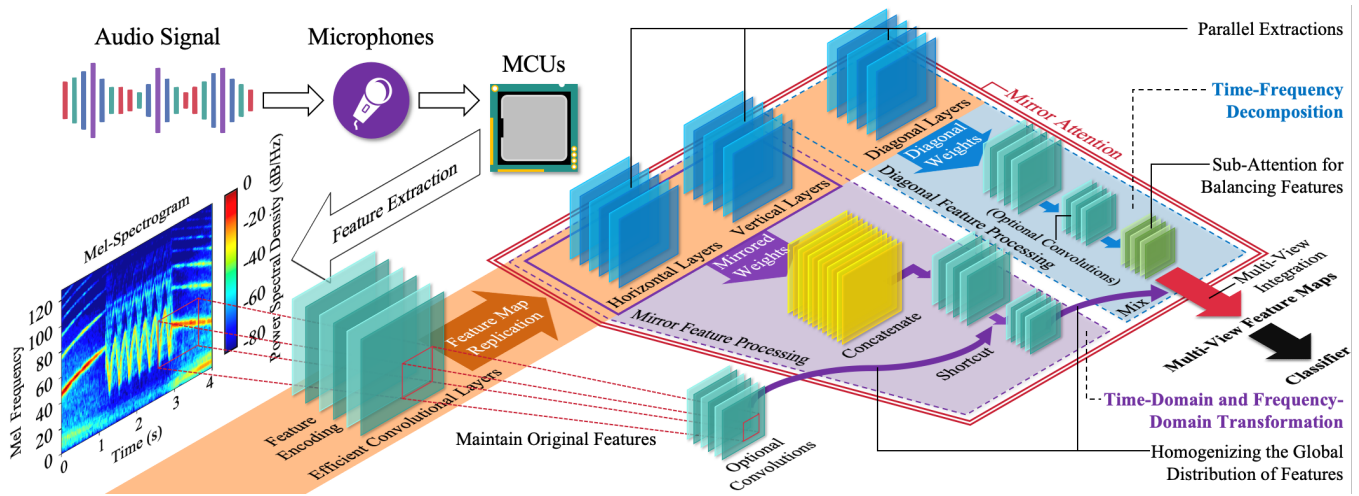 Audio Signal
Microphones
MCUs
Parallel Extractions
Mirror Attention
Time-Frequency
Decomposition
Diagonal Layers
Diagonal
Weights
Sub-Attention for
Balancing Features
Feature Extraction
Vertical Layers
Diagonal Feature Processing
(Optional Convolutions)
Mel-Spectrogram
0
-20
-40
-60
-80
Power Spectral Density (dB/Hz)
Horizontal Layers
Mirrored
Weights
Multi-View
Integration
Mix
Multi-View Feature Maps
Classifier
Feature Map
Replication
Mirror Feature Processing
Concatenate
Shortcut
Mel Frequency
120
100
80
60
40
20
0
0
1
2
3
4
Time (s)
Feature
Encoding
Efficient Convolutional Layers
Maintain Original Features
Optional
Convolutions
Time-Domain and Frequency-
Domain Transformation
Homogenizing the Global
Distribution of Features